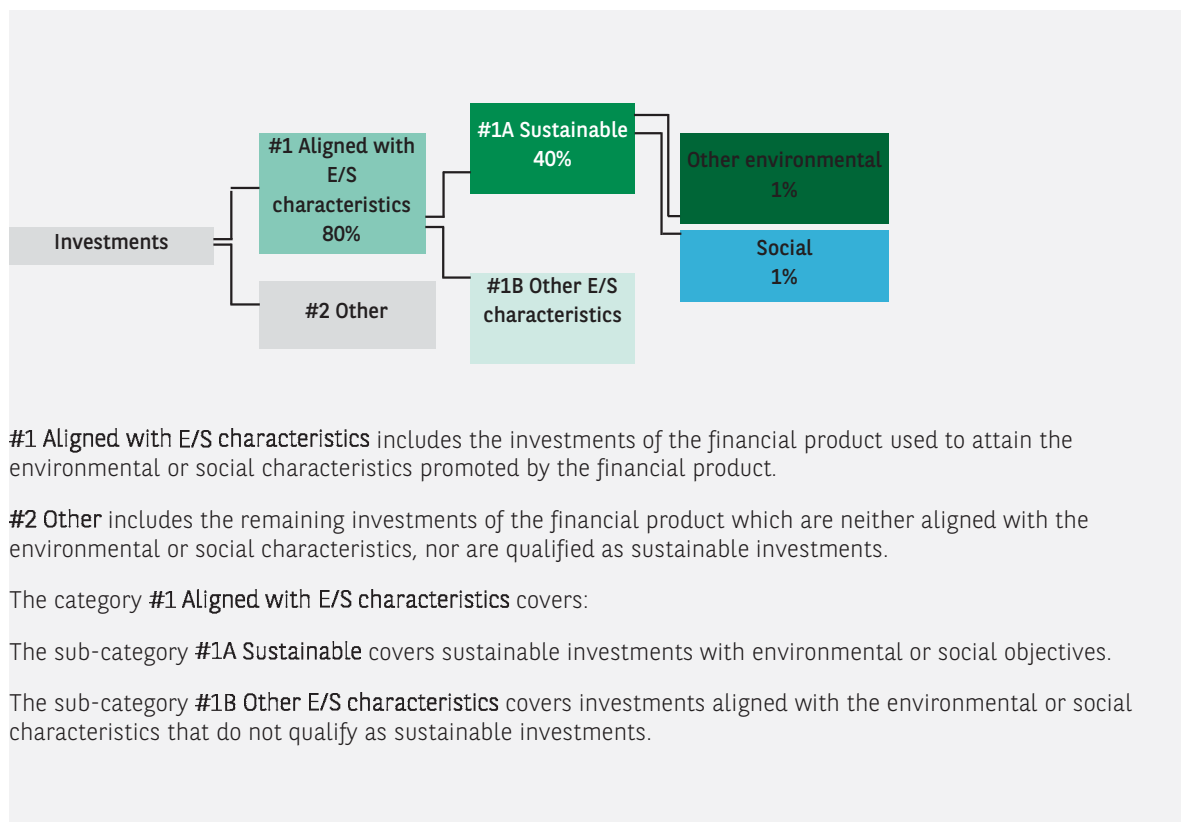 Investments
#1 Aligned with
E/S
characteristics
80%
#2 Other
#1A Sustainable
40%
#1B Other E/S
characteristics
Other environmental
1%
Social
1%
#1 Aligned with E/S characteristics includes the investments of the financial product used to attain the
environmental or social characteristics promoted by the financial product.
#2 Other includes the remaining investments of the financial product which are neither aligned with the
environmental or social characteristics, nor are qualified as sustainable investments.
The category #1 Aligned with E/S characteristics covers:
The sub-category #1A Sustainable covers sustainable investments with environmental or social objectives.
The sub-category #1B Other E/S characteristics covers investments aligned with the environmental or social
characteristics that do not qualify as sustainable investments.